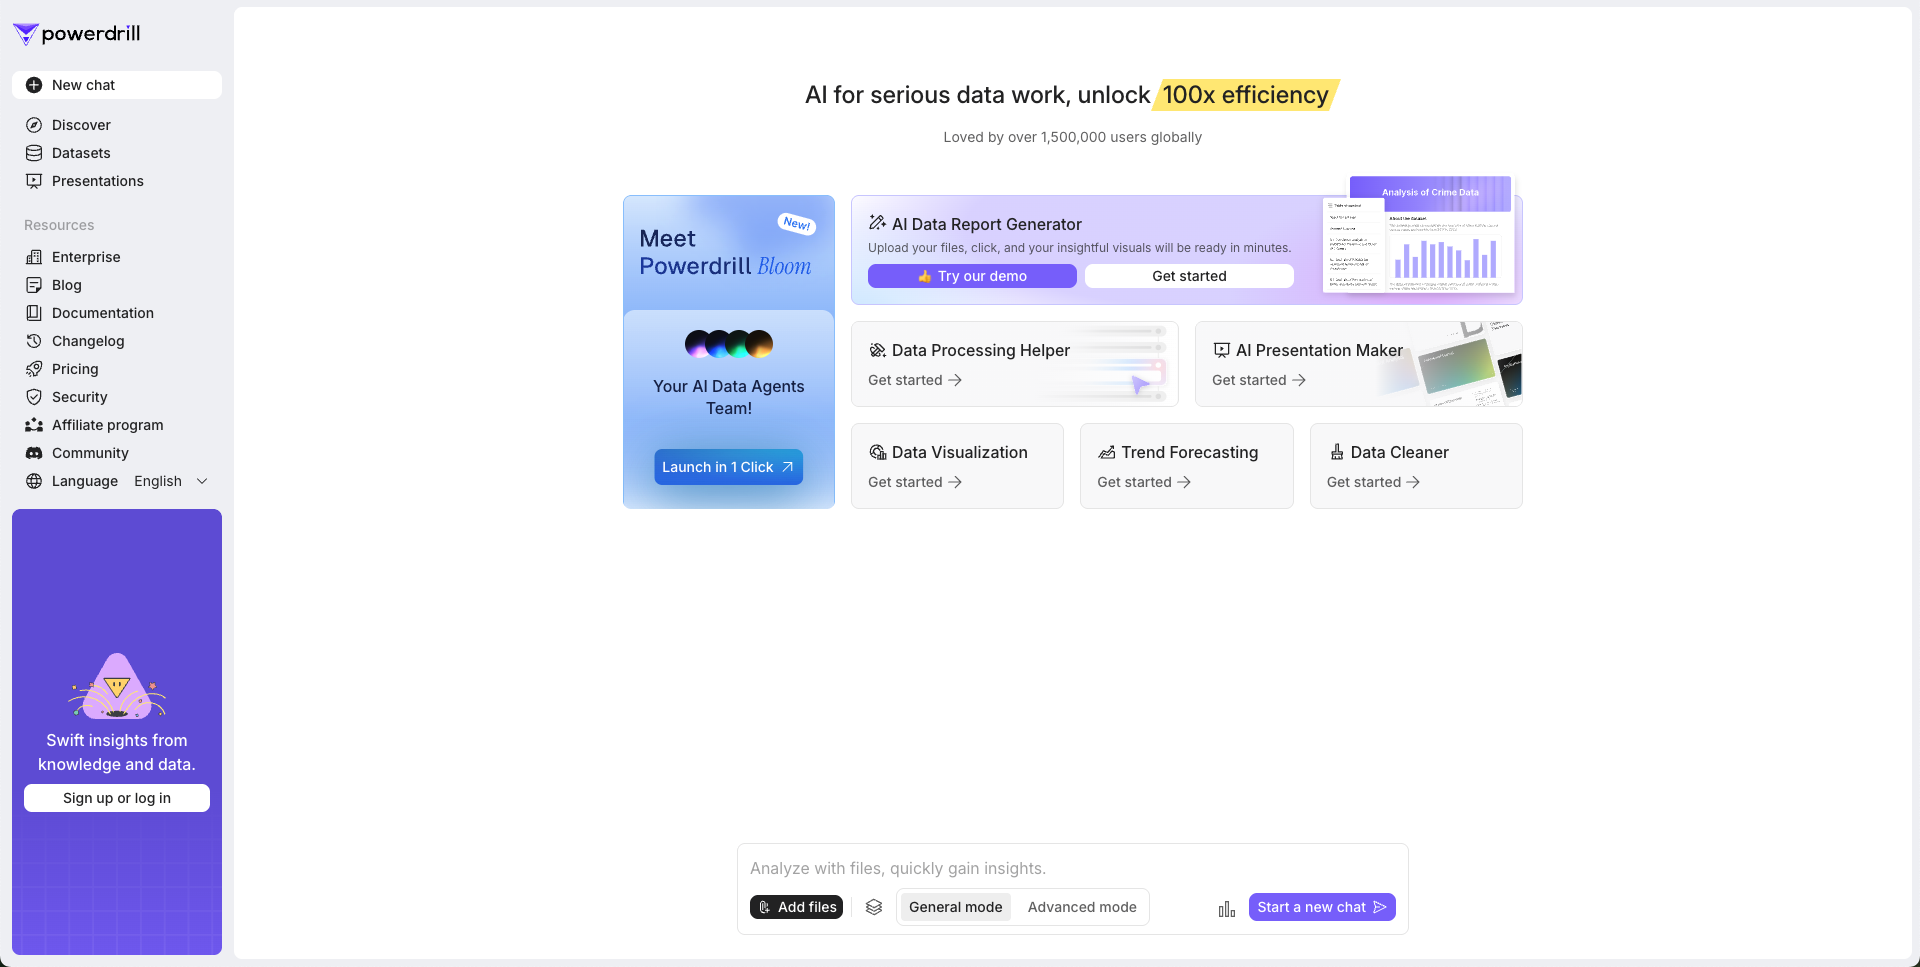 powerdrill
New chat
Discover
Datasets
Presentations
Resources
Enterprise
Blog
Documentation
Changelog
Pricing
Security
Affiliate program
Community
Language English
Swift insights from
knowledge and data.
Sign up or log in
AI for serious data work, unlock 100x efficiency
Loved by over 1,500,000 users globally
New!
Meet
Powerdrill Bloom
Your AI Data Agents
Team!
Launch in 1 Click
AI Data Report Generator
Upload your files, click, and your insightful visuals will be ready in minutes.
👍 Try our demo
Get started
Analysis of Crime Data
About the dataset
Data Processing Helper
Get started
AI Presentation Maker
Get started
Data Visualization
Get started
Trend Forecasting
Get started
Data Cleaner
Get started
Analyze with files, quickly gain insights.
Add files
General mode
Advanced mode
Start a new chat